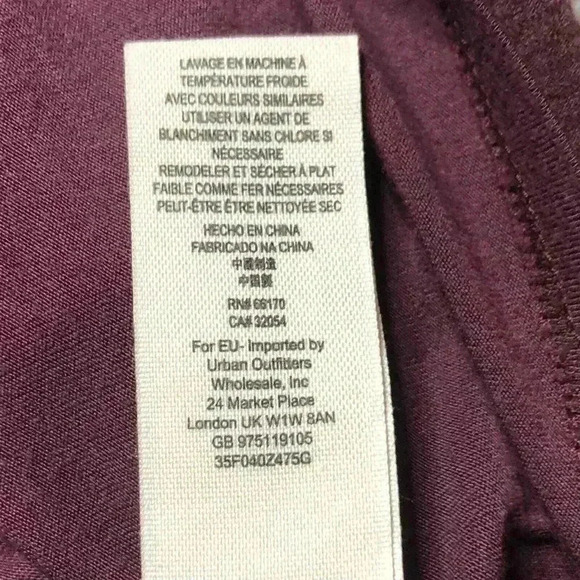 LAVAGE EN MACHINE À
TEMPÉRATURE FROIDE
AVEC COULEURS SIMILAIRES
UTILISER UN AGENT DE
BLANCHIMENT SANS CHLORE SI
NÉCESSAIRE
REMODELER ET SÉCHER À PLAT
FAIBLE COMME FER NÉCESSAIRES
PEUT-ÊTRE ÊTRE NETTOYÉE SEC
HECHO EN CHINA
FABRICADO NA CHINA
中國制造
中国製
RN# 66170
CA# 32054
For EU- Imported by
Urban Outfitters
Wholesale, Inc
24 Market Place
London UK W1W 8AN
GB 975119105
35F040Z475G